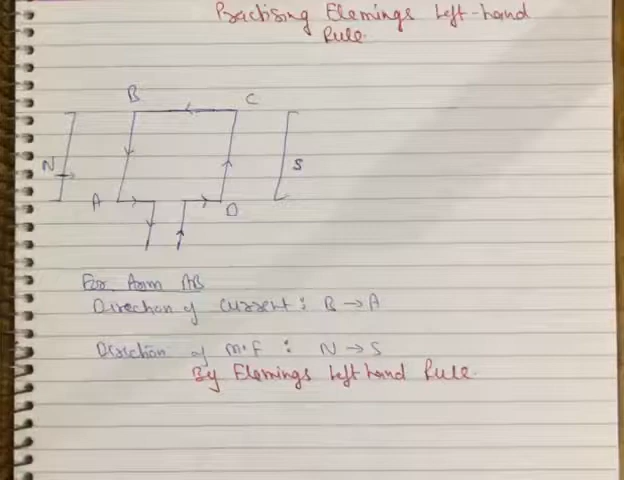 Practising Flemings Left-hand
Rule.
B
C
N
S
A
D
For Arm AB
Direction of current : B → A
Direction of M.F : N → S
By Flemings Left hand Rule.